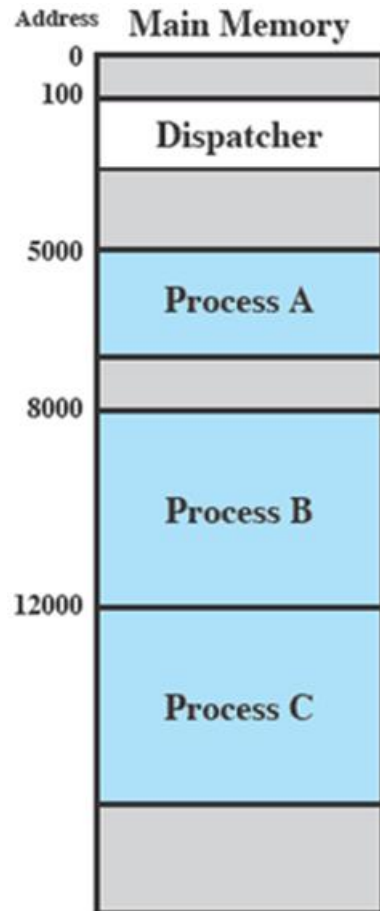 Address Main Memory
0
100
Dispatcher
5000
Process A
8000
Process B
12000
Process C